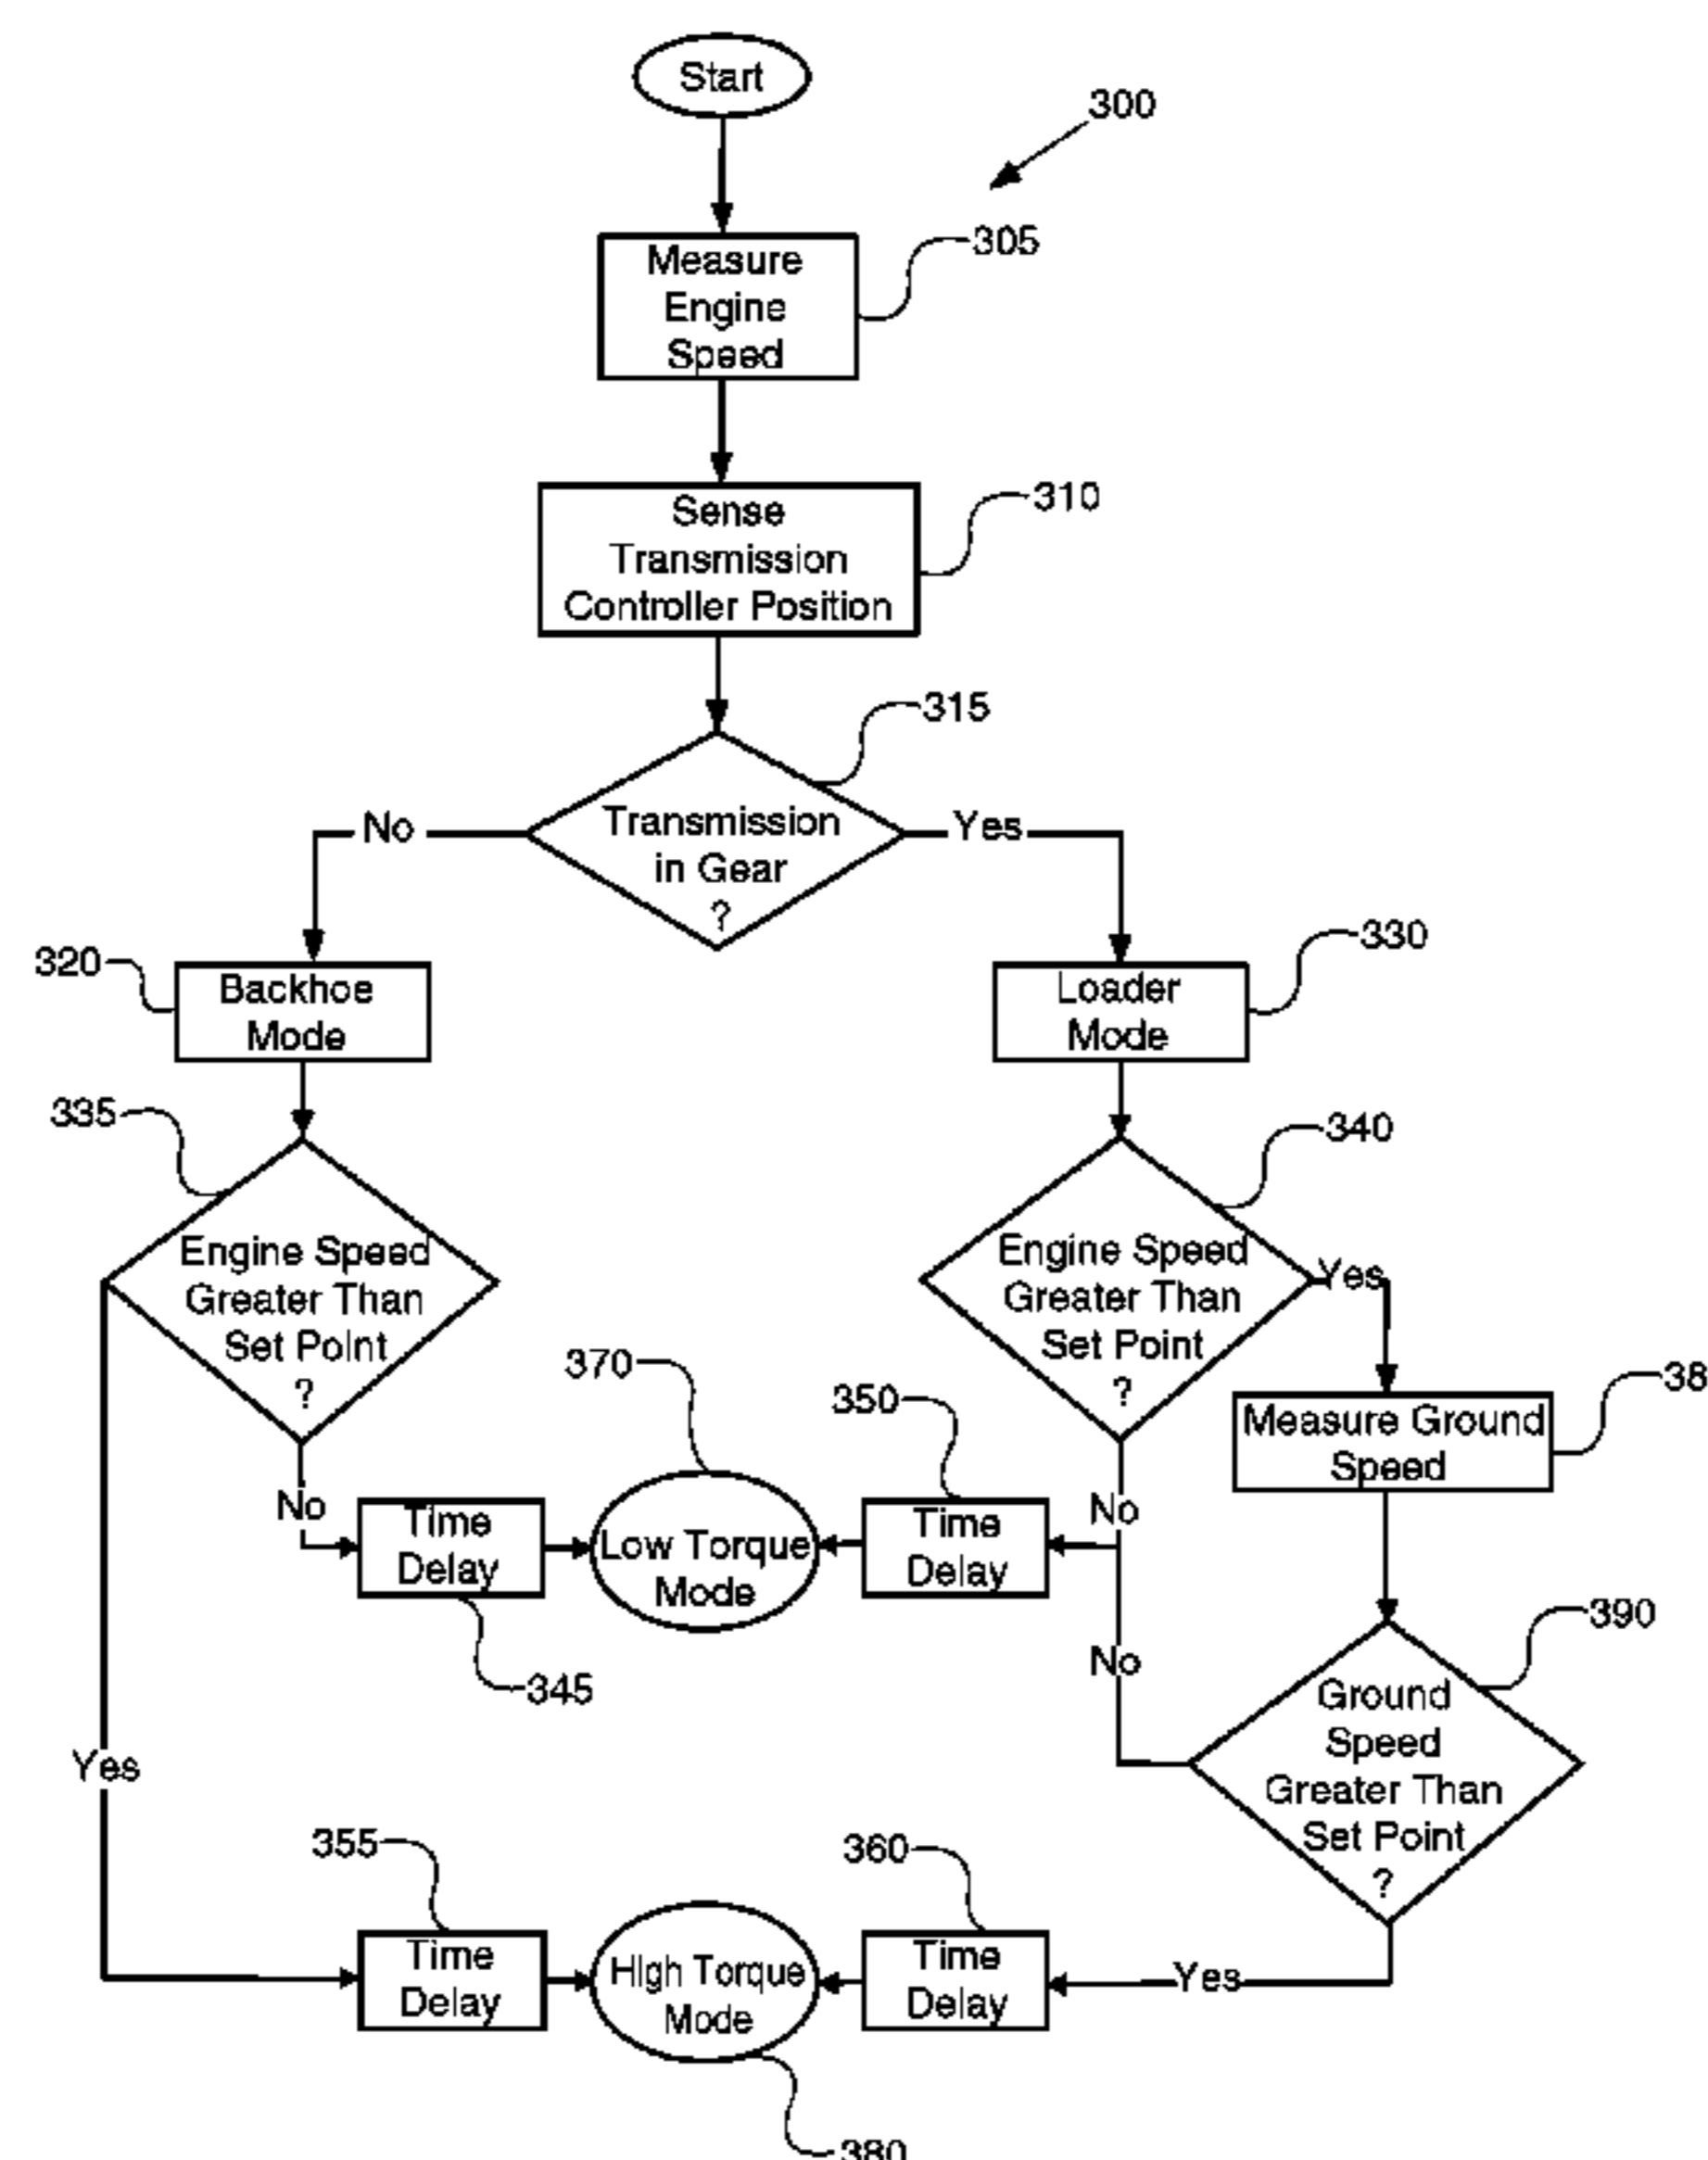 Start
300
Measure
Engine
Speed
305
Sense
Transmission
Controller Position
310
315
Transmission
in Gear
?
No
Yes
320
Backhoe
Mode
330
Loader
Mode
335
Engine Speed
Greater Than
Set Point
?
340
Engine Speed
Greater Than
Set Point
?
Yes
38
Measure Ground
Speed
370
350
No
Time
Delay
Low Torque
Mode
Time
Delay
No
345
No
390
Ground
Speed
Greater Than
Set Point
?
Yes
355
360
Time
Delay
High Torque
Mode
Time
Delay
Yes
380